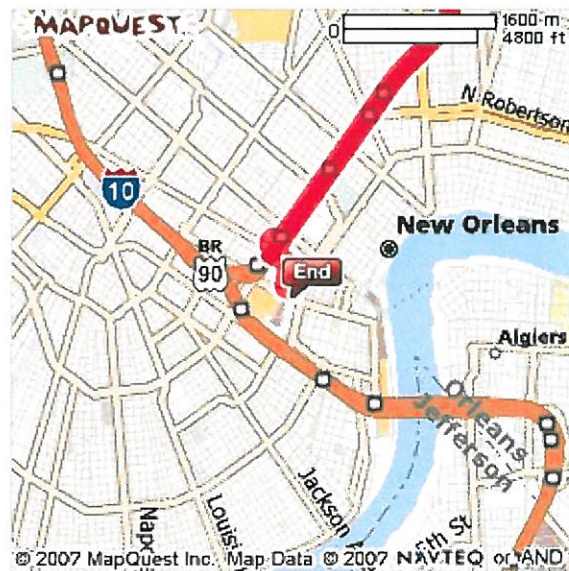 MAPQUEST
0
1600 m
4800 ft
N Robertson
10
BR
90
New Orleans
End
Algiers
Orleans
Jefferson
Jackson
Louisi
Nap
5th St
© 2007 MapQuest Inc. Map Data © 2007 NAVTEQ or AND